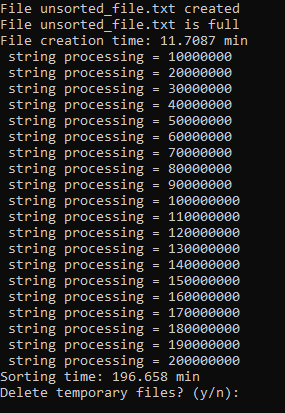 File unsorted_file.txt created
File unsorted_file.txt is full
File creation time: 11.7087 min
string processing = 10000000
string processing = 20000000
string processing = 30000000
string processing = 40000000
string processing = 50000000
string processing = 60000000
string processing = 70000000
string processing = 80000000
string processing = 90000000
string processing = 100000000
string processing = 110000000
string processing = 120000000
string processing = 130000000
string processing = 140000000
string processing = 150000000
string processing = 160000000
string processing = 170000000
string processing = 180000000
string processing = 190000000
string processing = 200000000
Sorting time: 196.658 min
Delete temporary files? (y/n):